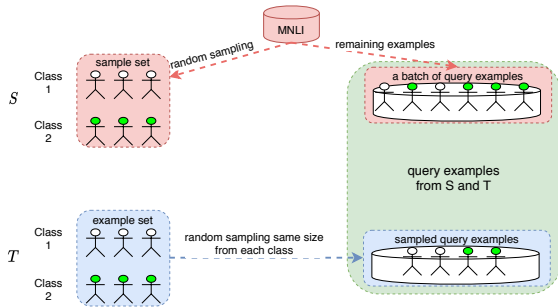 MNLI
random sampling
remaining examples
sample set
a batch of query examples
S
Class
1
Class
2
query examples
from S and T
example set
T
Class
1
Class
2
random sampling same size
from each class
sampled query examples